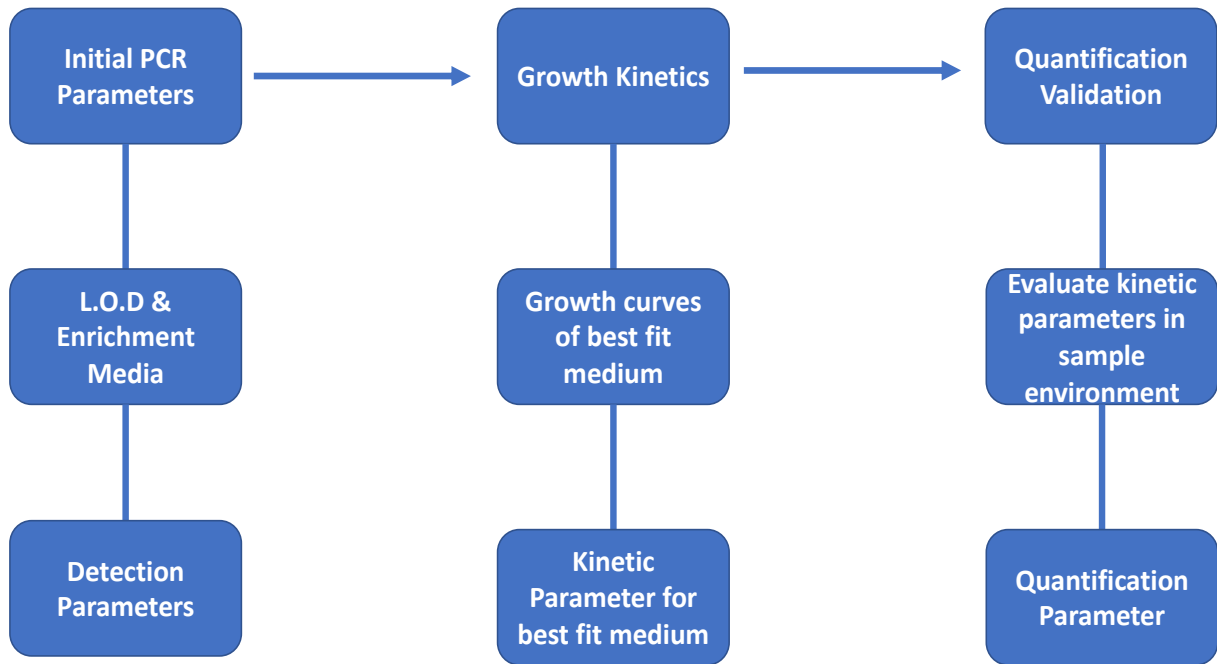 Initial PCR
Parameters
Growth Kinetics
Quantification
Validation
L.O.D &
Enrichment
Media
Growth curves
of best fit
medium
Evaluate kinetic
parameters in
sample
environment
Detection
Parameters
Kinetic
Parameter for
best fit medium
Quantification
Parameter